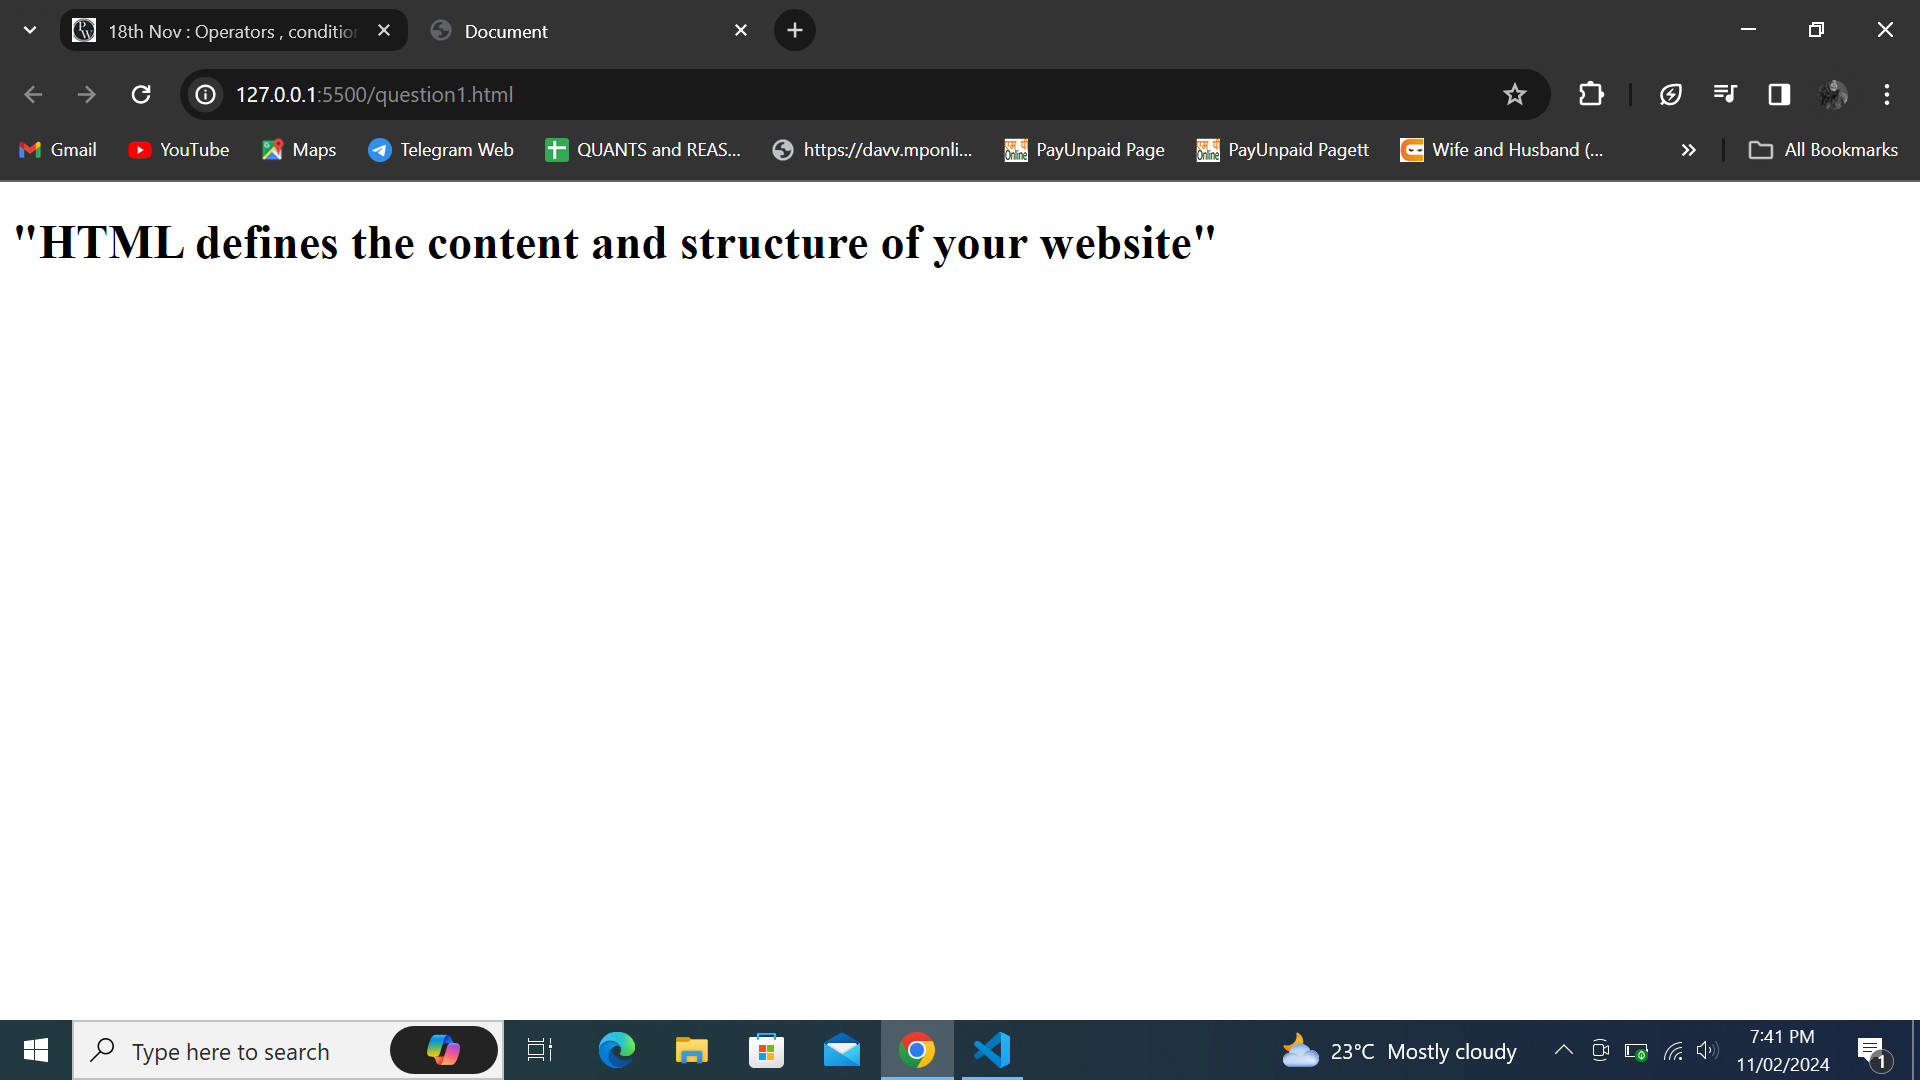 18th Nov : Operators , condition
Document
127.0.0.1:5500/question1.html
Gmail
YouTube
Maps
Telegram Web
QUANTS and REAS...
https://davv.mponli...
PayUnpaid Page
PayUnpaid Pagett
Wife and Husband (...
All Bookmarks
"HTML defines the content and structure of your website"
Type here to search
23°C Mostly cloudy
7:41 PM
11/02/2024
1